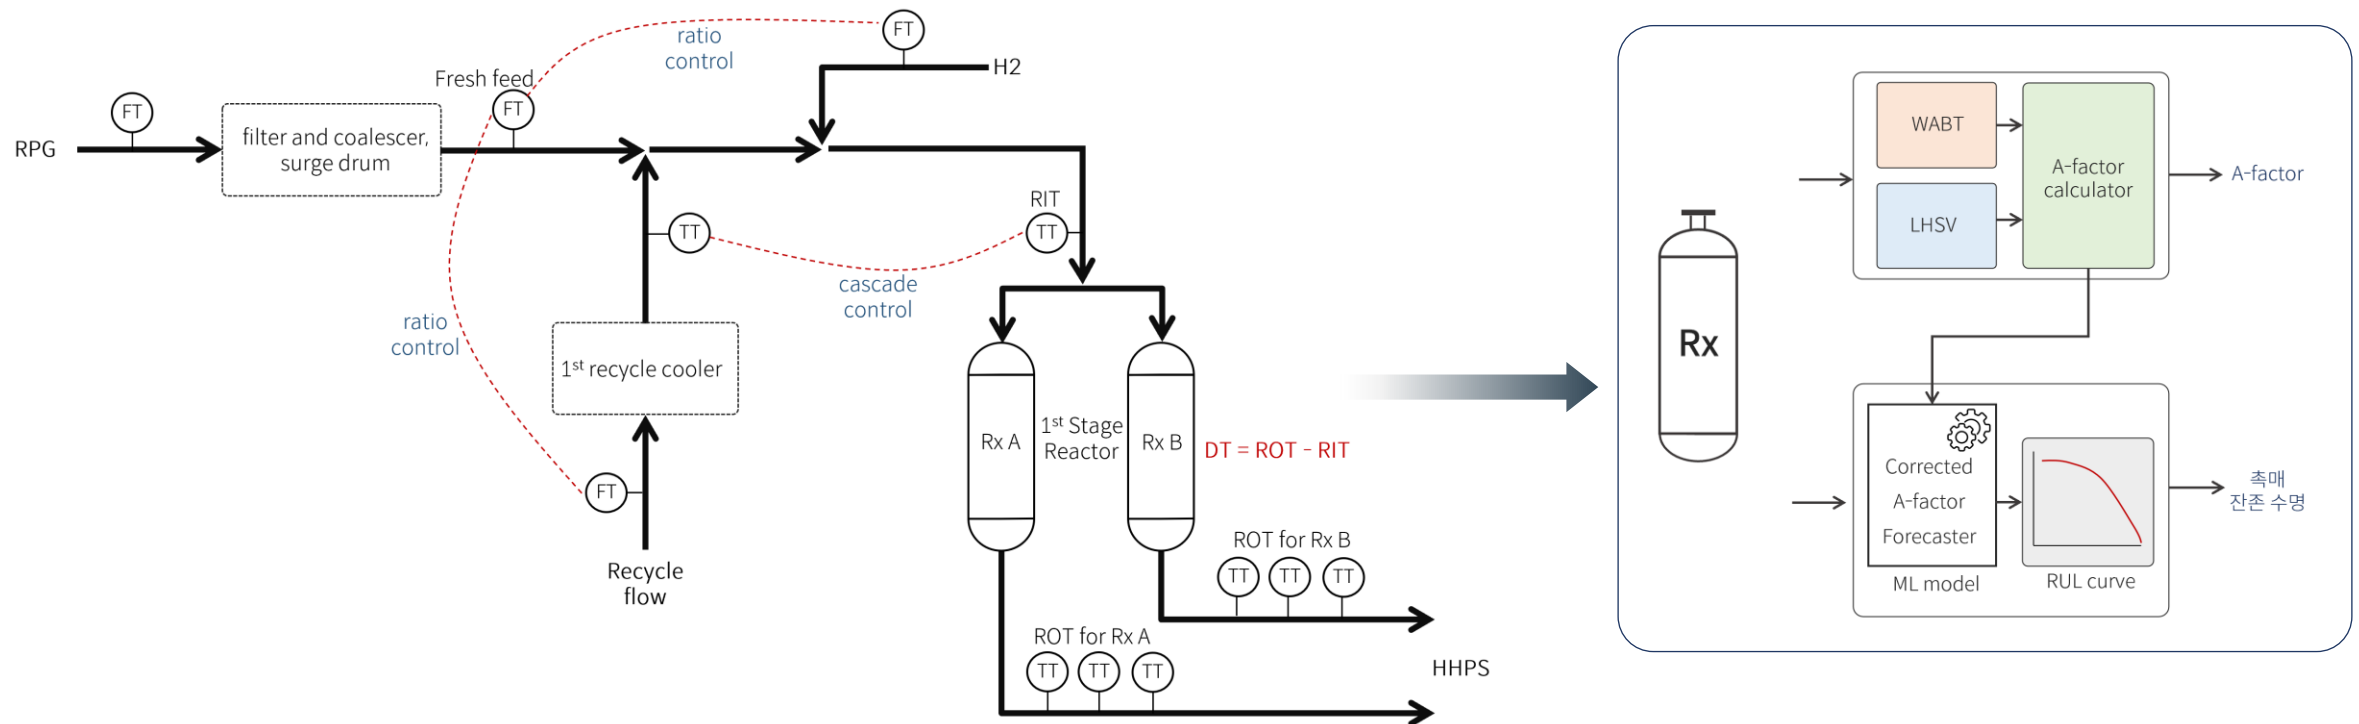 RPG
FT
filter and coalescer,
surge drum
Fresh feed
FT
ratio
control
FT
H2
TT
RIT
TT
cascade
control
ratio
control
1st recycle cooler
FT
Recycle
flow
Rx A
1st Stage
Reactor
Rx B
DT = ROT - RIT
ROT for Rx B
TT
TT
TT
ROT for Rx A
TT
TT
TT
HHPS
Rx
WABT
LHSV
A-factor
calculator
A-factor
Corrected
A-factor
Forecaster
ML model
RUL curve
촉매
잔존 수명